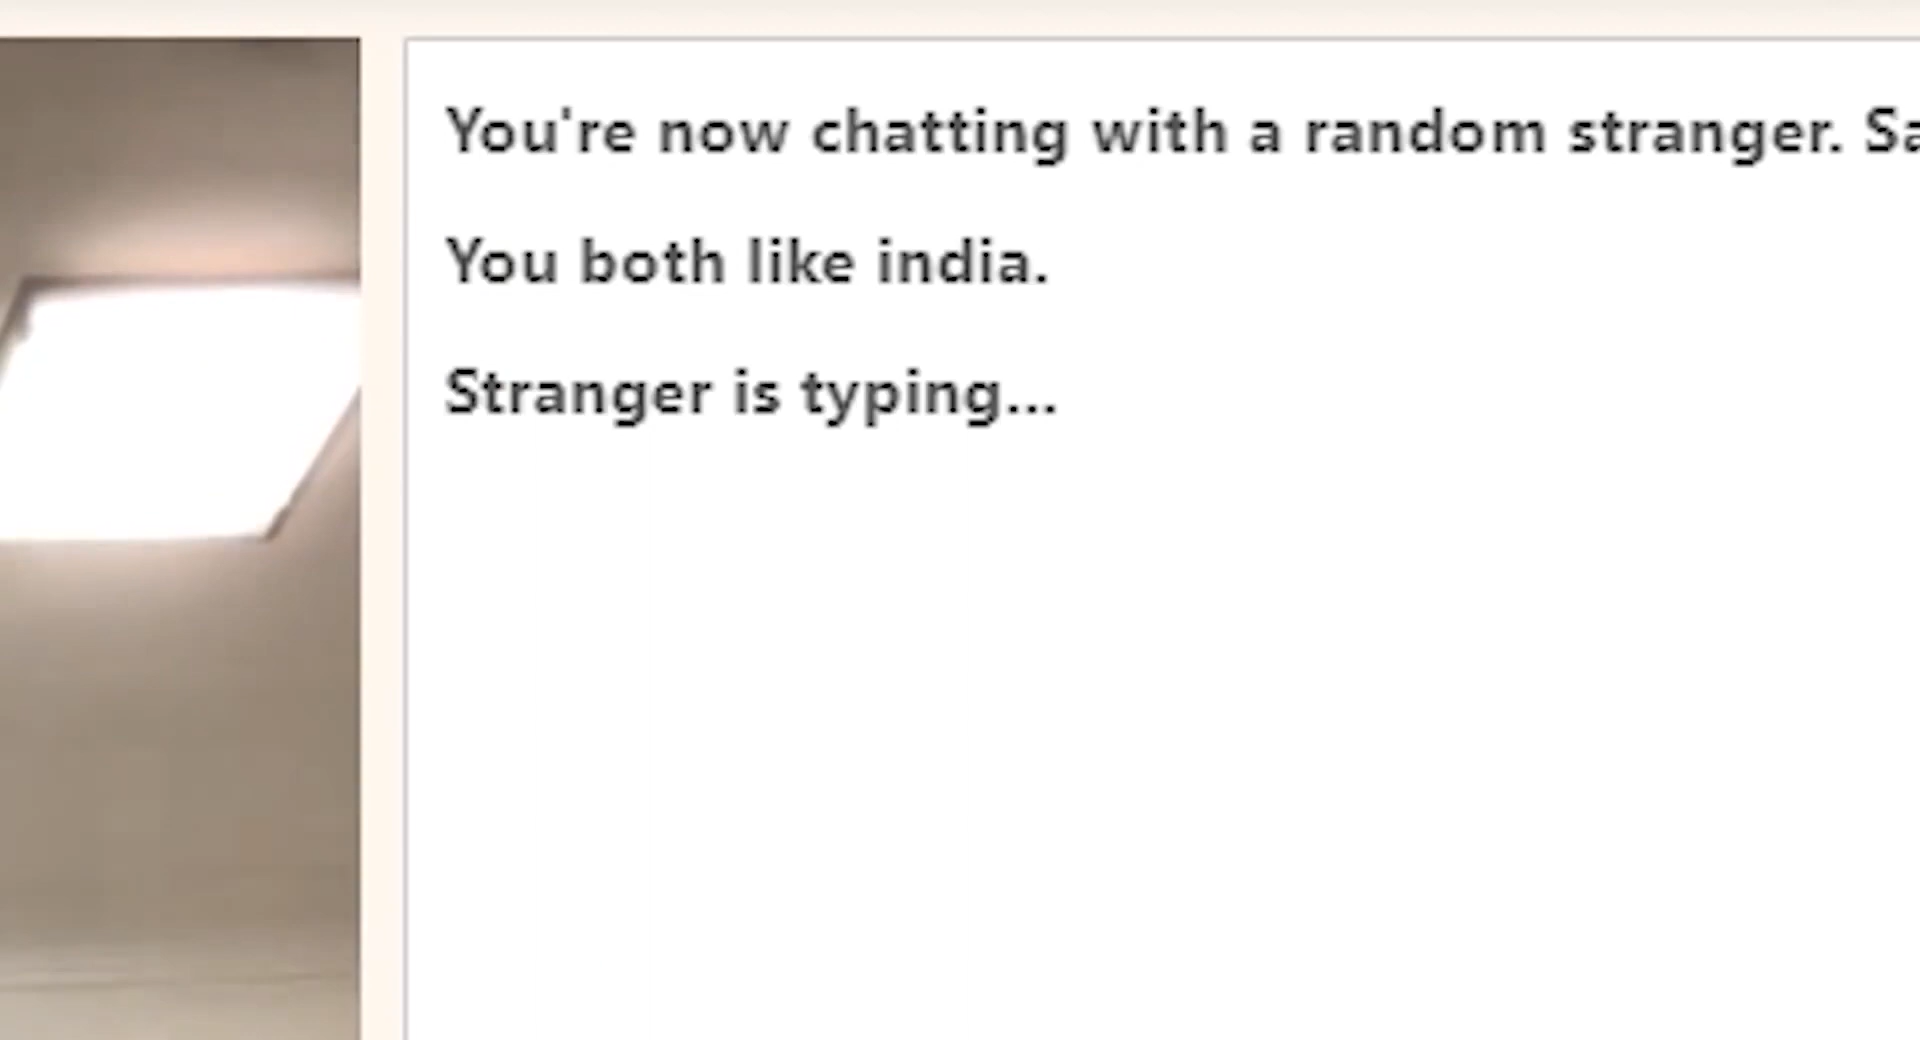 You're now chatting with a random stranger.
You both like india.
Stranger is typing...